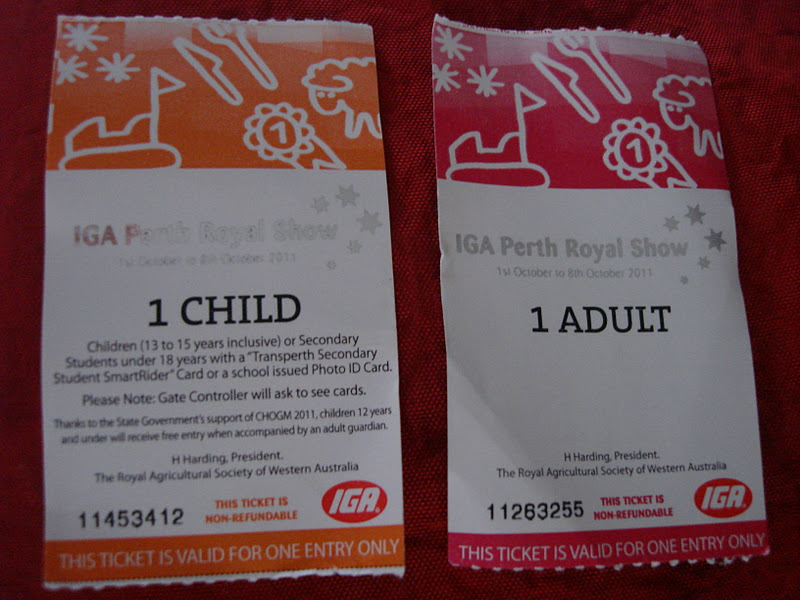 1
IGA Perth Royal Show
1st October to 8th October 2011
1 CHILD
Children (13 to 15 years inclusive) or Secondary
Students under 18 years with a "Transperth Secondary
Student SmartRider" Card or a school issued Photo ID Card.
Please Note: Gate Controller will ask to see cards.
Thanks to the State Government's support of CHOGM 2011, children 12 years
and under will receive free entry when accompanied by an adult guardian.
H Harding, President.
The Royal Agricultural Society of Western Australia
11453412
THIS TICKET IS
NON-REFUNDABLE
IGA
THIS TICKET IS VALID FOR ONE ENTRY ONLY
1
IGA Perth Royal Show
1st October to 8th October 2011
1 ADULT
H Harding, President.
The Royal Agricultural Society of Western Australia
11263255
THIS TICKET IS
NON-REFUNDABLE
IGA
THIS TICKET IS VALID FOR ONE ENTRY ONLY